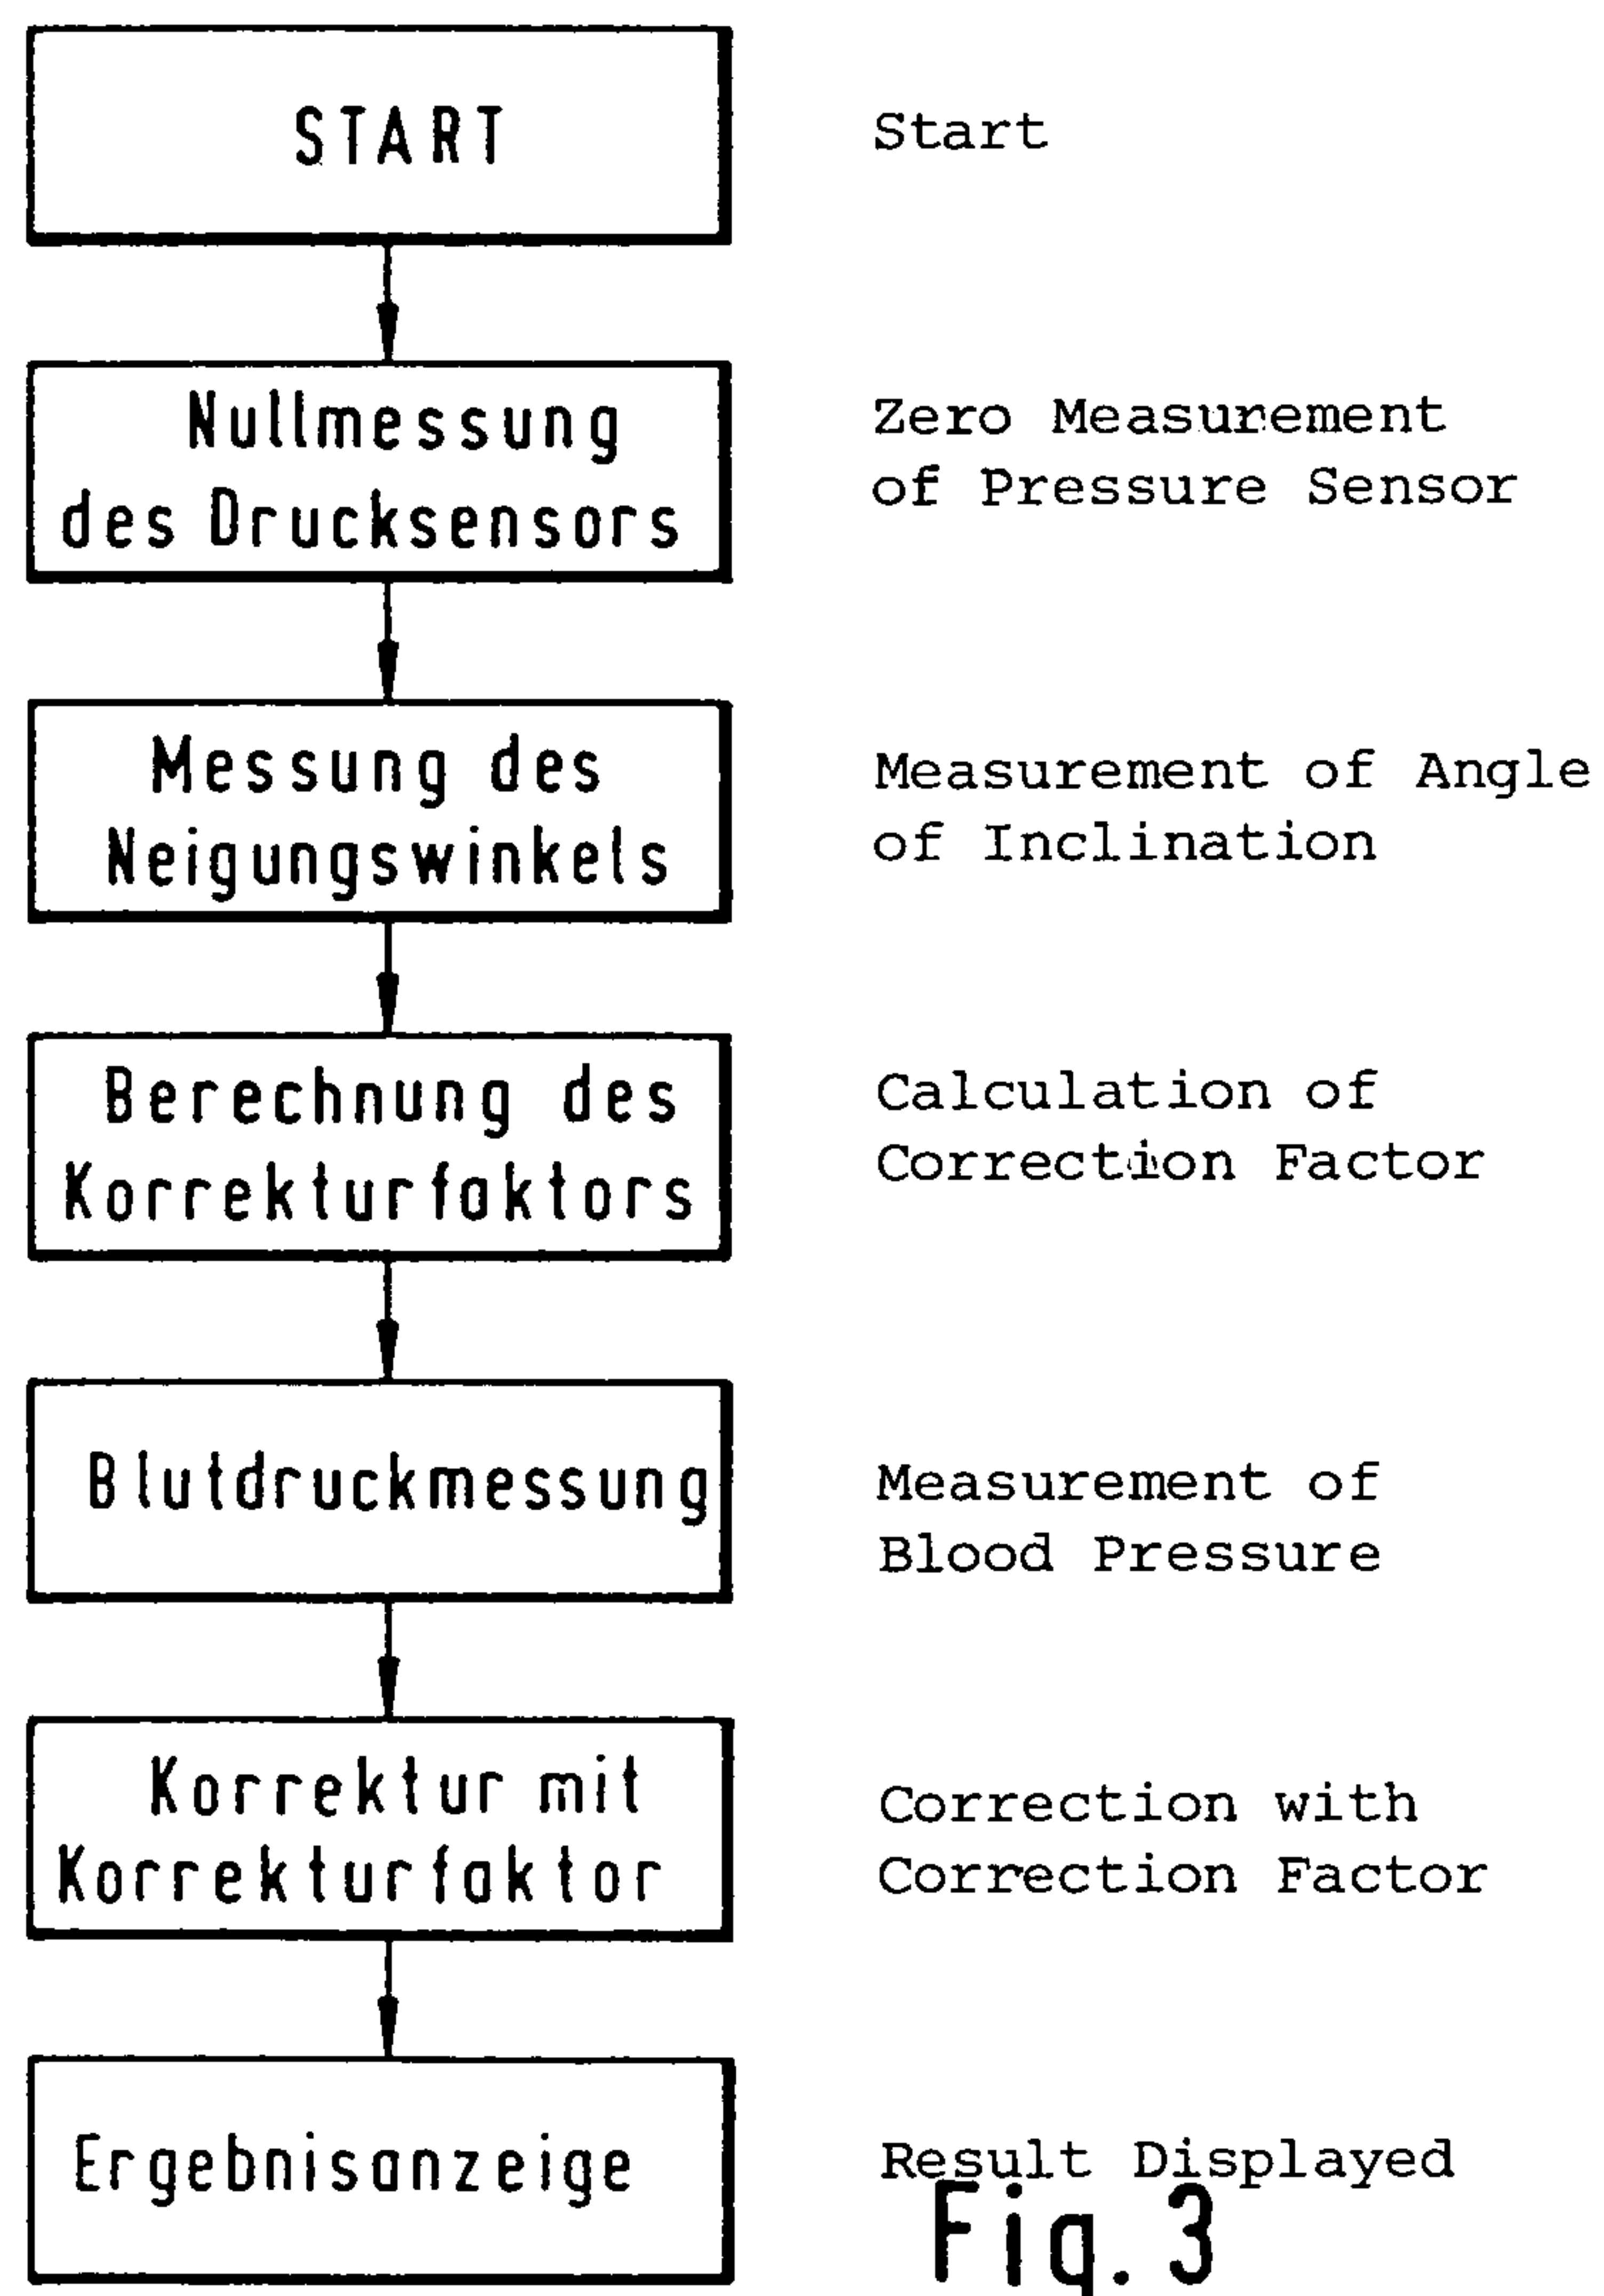 START
Start
Nullmessung
des Drucksensors
Zero Measurement
of Pressure Sensor
Messung des
Neigungswinkels
Measurement of Angle
of Inclination
Berechnung des
Korrekturfaktors
Calculation of
Correction Factor
Blutdruckmessung
Measurement of
Blood Pressure
Korrektur mit
Korrekturfaktor
Correction with
Correction Factor
Ergebnisanzeige
Result Displayed
Fig. 3